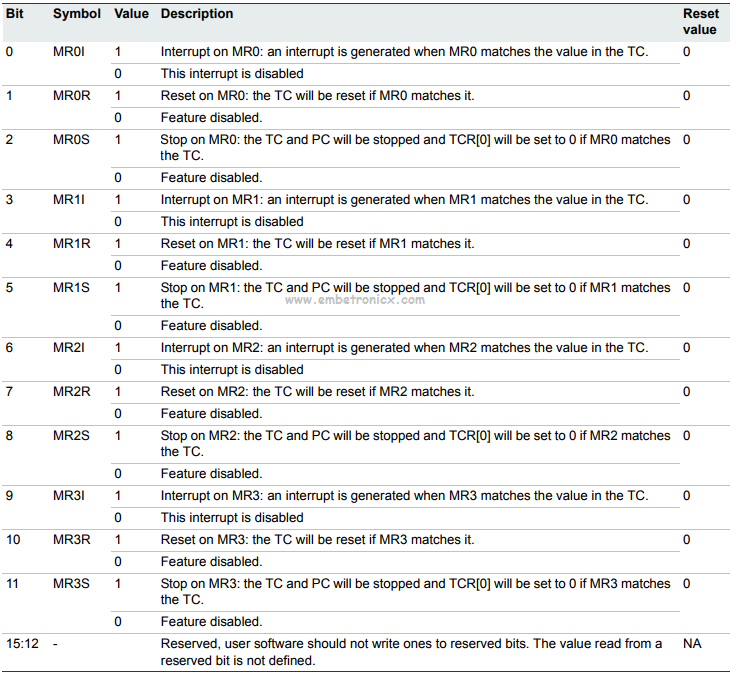 Bit Symbol Value Description Reset
value
0 MR0I 1 Interrupt on MR0: an interrupt is generated when MR0 matches the value in the TC. 0
0 This interrupt is disabled
1 MR0R 1 Reset on MR0: the TC will be reset if MR0 matches it. 0
0 Feature disabled.
2 MR0S 1 Stop on MR0: the TC and PC will be stopped and TCR[0] will be set to 0 if MR0 matches 0
the TC.
0 Feature disabled.
3 MR1I 1 Interrupt on MR1: an interrupt is generated when MR1 matches the value in the TC. 0
0 This interrupt is disabled
4 MR1R 1 Reset on MR1: the TC will be reset if MR1 matches it. 0
0 Feature disabled.
5 MR1S 1 Stop on MR1: the TC and PC will be stopped and TCR[0] will be set to 0 if MR1 matches 0
the TC.
www.embetronicx.com
0 Feature disabled.
6 MR2I 1 Interrupt on MR2: an interrupt is generated when MR2 matches the value in the TC. 0
0 This interrupt is disabled
7 MR2R 1 Reset on MR2: the TC will be reset if MR2 matches it. 0
0 Feature disabled.
8 MR2S 1 Stop on MR2: the TC and PC will be stopped and TCR[0] will be set to 0 if MR2 matches 0
the TC.
0 Feature disabled.
9 MR3I 1 Interrupt on MR3: an interrupt is generated when MR3 matches the value in the TC. 0
0 This interrupt is disabled
10 MR3R 1 Reset on MR3: the TC will be reset if MR3 matches it. 0
0 Feature disabled.
11 MR3S 1 Stop on MR3: the TC and PC will be stopped and TCR[0] will be set to 0 if MR3 matches 0
the TC.
0 Feature disabled.
15:12 - Reserved, user software should not write ones to reserved bits. The value read from a NA
reserved bit is not defined.